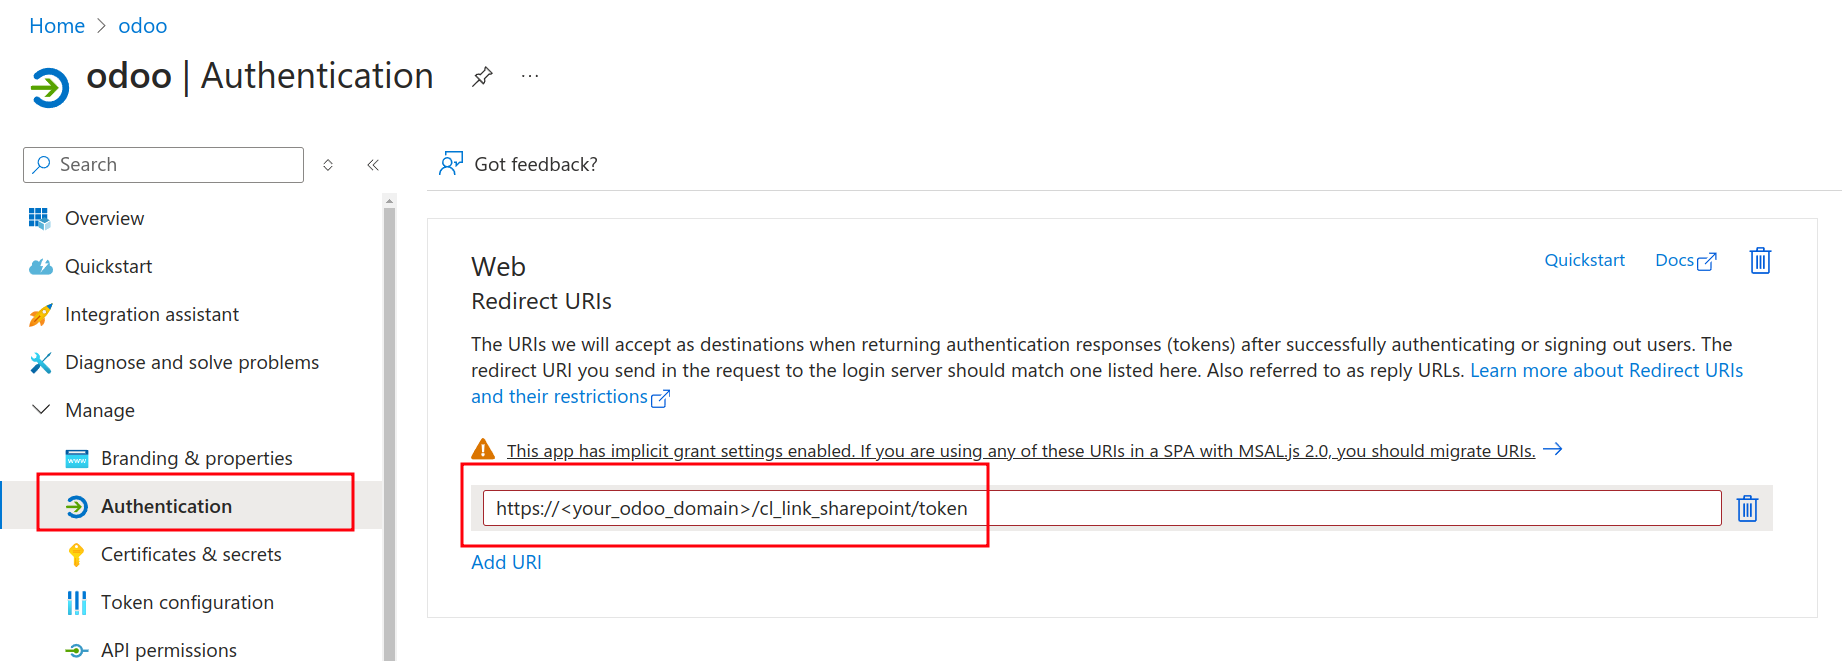 Home > odoo
odoo | Authentication
Search
Got feedback?
Overview
Quickstart
Integration assistant
Diagnose and solve problems
Manage
Branding & properties
Authentication
Certificates & secrets
Token configuration
API permissions
Web
Quickstart
Docs
Redirect URIs
The URIs we will accept as destinations when returning authentication responses (tokens) after successfully authenticating or signing out users. The
redirect URI you send in the request to the login server should match one listed here. Also referred to as reply URLs. Learn more about Redirect URIs
and their restrictions
This app has implicit grant settings enabled. If you are using any of these URIs in a SPA with MSAL.js 2.0, you should migrate URIs.
https://<your_odoo_domain>/cl_link_sharepoint/token
Add URI